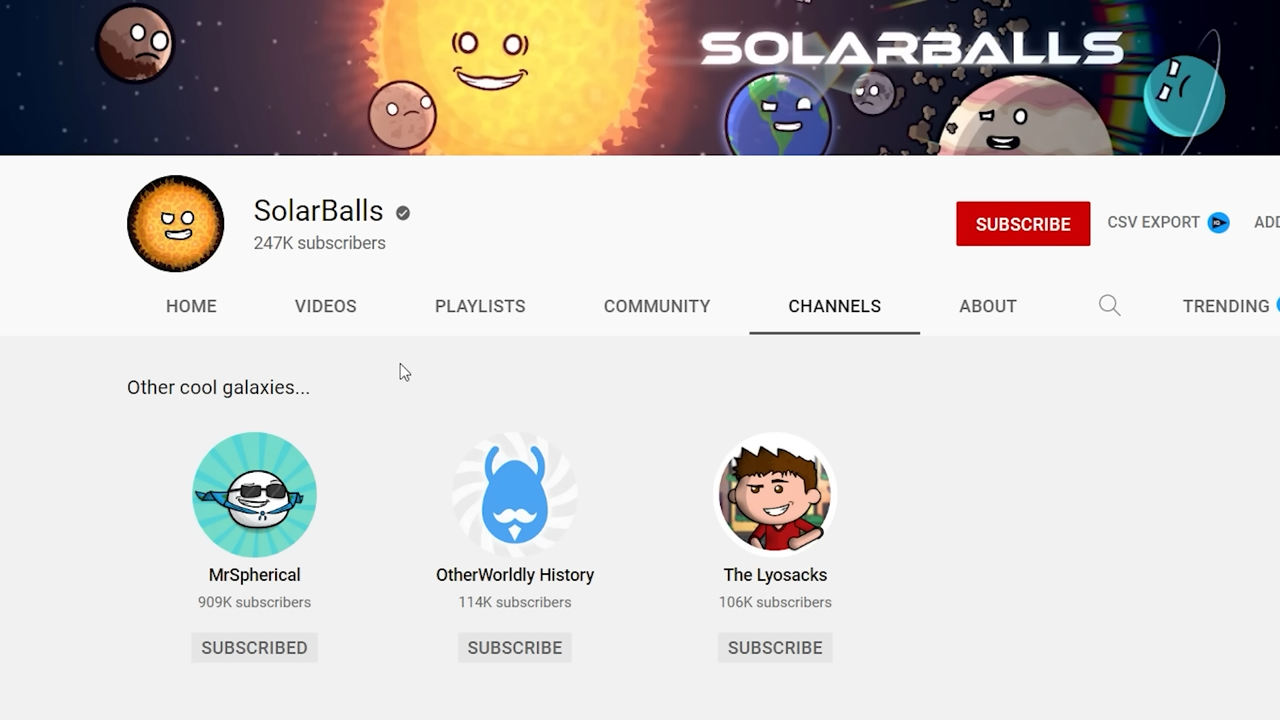 SOLARBALLS
SolarBalls
247K subscribers
SUBSCRIBE
CSV EXPORT
ADD
HOME
VIDEOS
PLAYLISTS
COMMUNITY
CHANNELS
ABOUT
TRENDING
Other cool galaxies...
MrSpherical
OtherWorldly History
The Lyosacks
909K subscribers
114K subscribers
106K subscribers
SUBSCRIBED
SUBSCRIBE
SUBSCRIBE